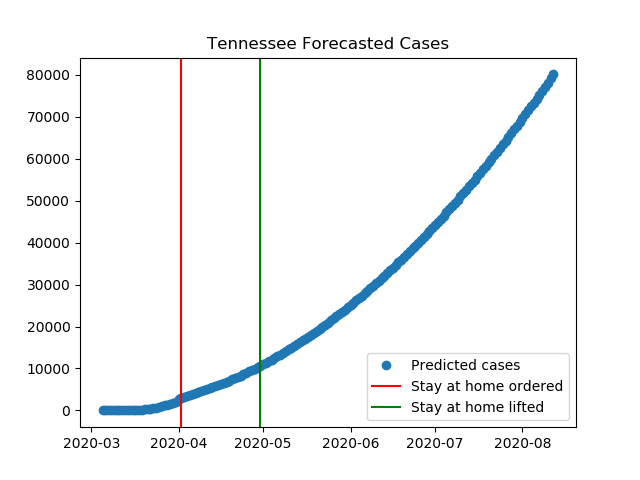 Tennessee Forecasted Cases
80000
70000
60000
50000
40000
30000
20000
10000
0
Predicted cases
Stay at home ordered
Stay at home lifted
2020-03 2020-04 2020-05 2020-06 2020-07 2020-08